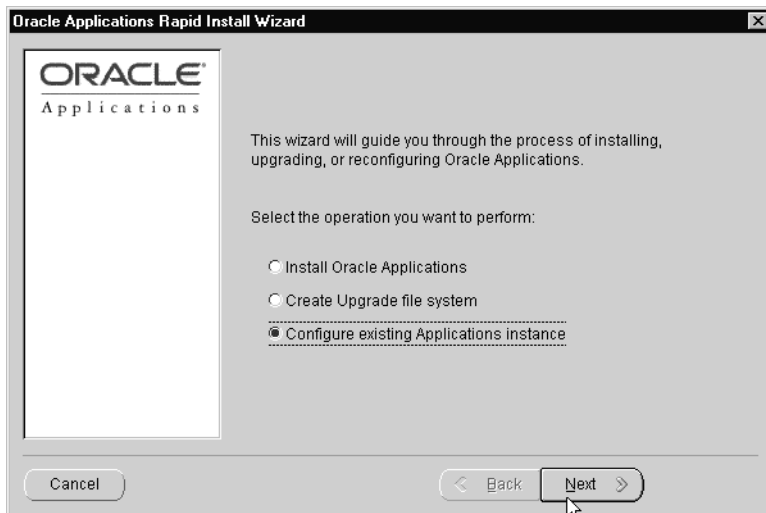 Oracle Applications Rapid Install Wizard
ORACLE
Applications
This wizard will guide you through the process of installing,
upgrading, or reconfiguring Oracle Applications.
Select the operation you want to perform:
Install Oracle Applications
Create Upgrade file system
Configure existing Applications instance
Cancel
Back
Next